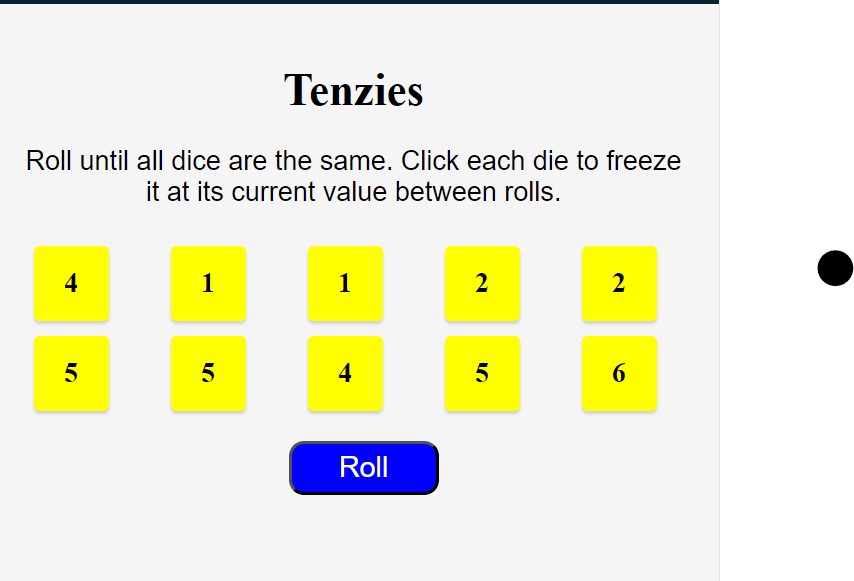 Tenzies
Roll until all dice are the same. Click each die to freeze
it at its current value between rolls.
4 1 1 2 2
5 5 4 5 6
Roll